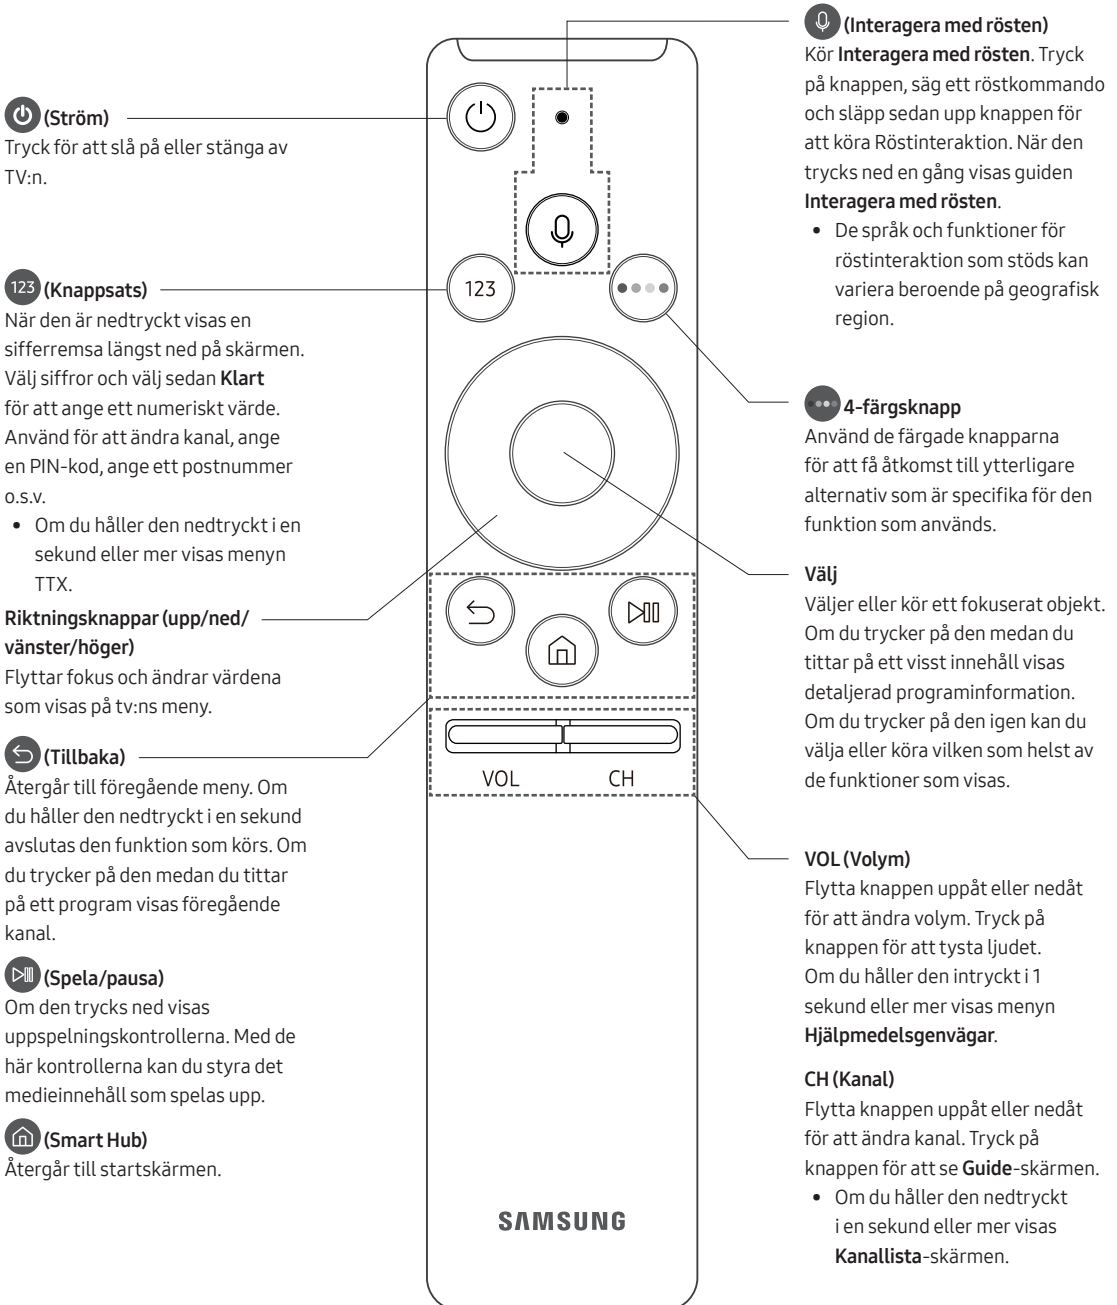 (Ström)
Tryck för att slå på eller stänga av
TV:n.
123 (Knappsats)
När den är nedtryckt visas en
sifferremsa längst ned på skärmen.
Välj siffror och välj sedan Klart
för att ange ett numeriskt värde.
Använd för att ändra kanal, ange
en PIN-kod, ange ett postnummer
o.s.v.
• Om du håller den nedtryckt i en
sekund eller mer visas menyn
TTX.
Riktningsknappar (upp/ned/
vänster/höger)
Flyttar fokus och ändrar värdena
som visas på tv:ns meny.
(Tillbaka)
Återgår till föregående meny. Om
du håller den nedtryckt i en sekund
avslutas den funktion som körs. Om
du trycker på den medan du tittar
på ett program visas föregående
kanal.
(Spela/pausa)
Om den trycks ned visas
uppspelningskontrollerna. Med de
här kontrollerna kan du styra det
medieinnehåll som spelas upp.
(Smart Hub)
Återgår till startskärmen.
123
VOL CH
SAMSUNG
(Interagera med rösten)
Kör Interagera med rösten. Tryck
på knappen, säg ett röstkommando
och släpp sedan upp knappen för
att köra Röstinteraktion. När den
trycks ned en gång visas guiden
Interagera med rösten.
• De språk och funktioner för
röstinteraktion som stöds kan
variera beroende på geografisk
region.
4-färgsknapp
Använd de färgade knapparna
för att få åtkomst till ytterligare
alternativ som är specifika för den
funktion som används.
Välj
Väljer eller kör ett fokuserat objekt.
Om du trycker på den medan du
tittar på ett visst innehåll visas
detaljerad programinformation.
Om du trycker på den igen kan du
välja eller köra vilken som helst av
de funktioner som visas.
VOL (Volym)
Flytta knappen uppåt eller nedåt
för att ändra volym. Tryck på
knappen för att tysta ljudet.
Om du håller den intryckt i 1
sekund eller mer visas menyn
Hjälpmedelsgenvägar.
CH (Kanal)
Flytta knappen uppåt eller nedåt
för att ändra kanal. Tryck på
knappen för att se Guide-skärmen.
• Om du håller den nedtryckt
i en sekund eller mer visas
Kanallista-skärmen.